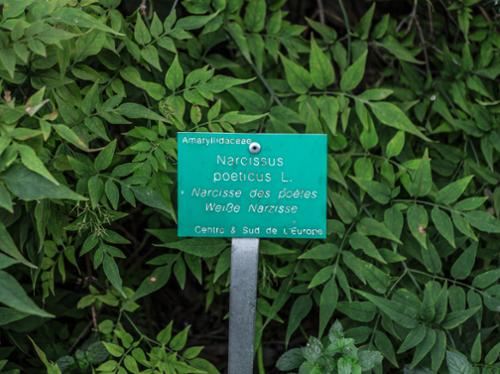 Amaryllidaceae
Narcissus
poeticus L.
Narcisse des poètes
Weiße Narzisse
Centre & Sud de L'Europe